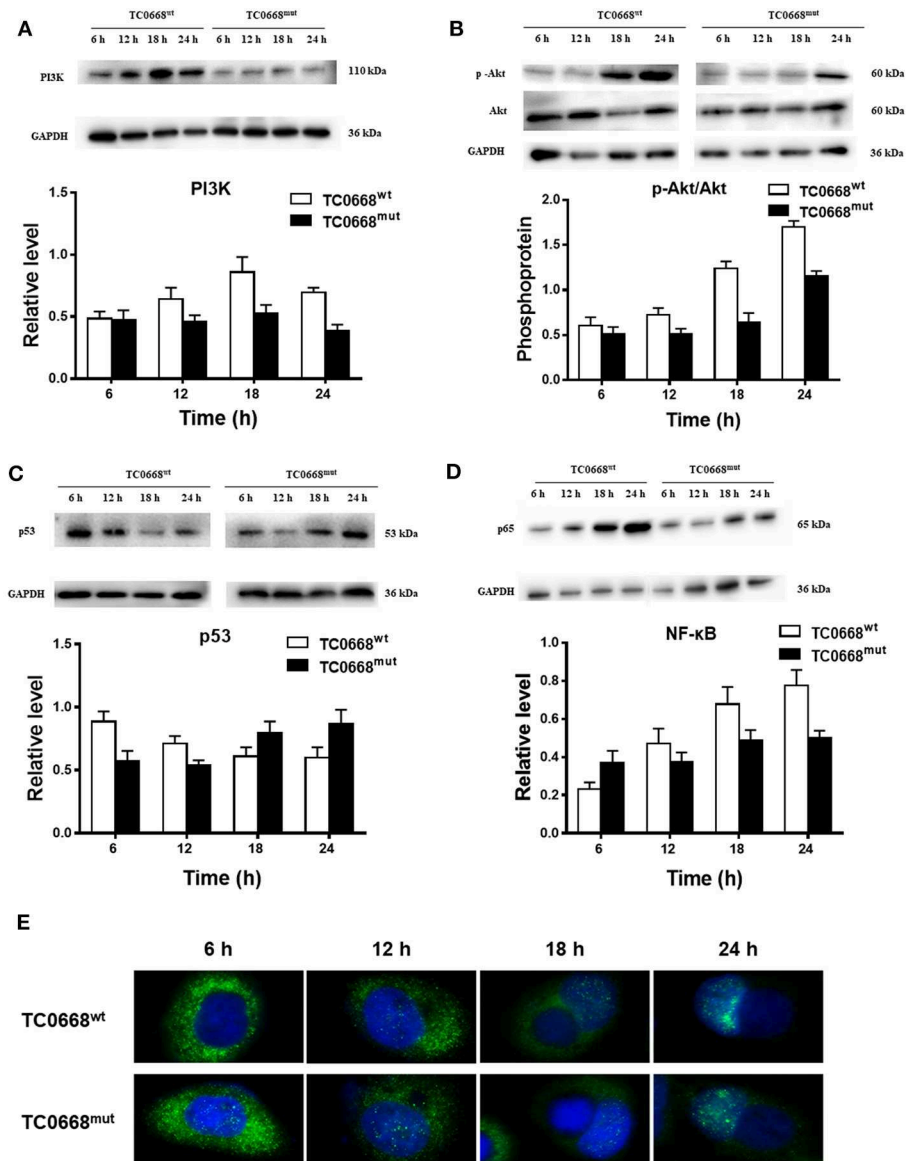 A
TC0668wt TC0668mut
6 h 12 h 18 h 24 h 6 h 12 h 18 h 24 h
PI3K 110 kDa
GAPDH 36 kDa
PI3K
TC0668wt
TC0668mut
Relative level
1.5
1.0
0.5
0.0
6 12 18 24
Time (h)
B
TC0668wt TC0668mut
6 h 12 h 18 h 24 h 6 h 12 h 18 h 24 h
p -Akt 60 kDa
Akt 60 kDa
GAPDH 36 kDa
p-Akt/Akt
TC0668wt
TC0668mut
Phosphoprotein
2.0
1.5
1.0
0.5
0.0
6 12 18 24
Time (h)
C
TC0668wt TC0668mut
6 h 12 h 18 h 24 h 6 h 12 h 18 h 24 h
p53 53 kDa
GAPDH 36 kDa
p53
TC0668wt
TC0668mut
Relative level
1.5
1.0
0.5
0.0
6 12 18 24
Time (h)
D
TC0668wt TC0668mut
6 h 12 h 18 h 24 h 6 h 12 h 18 h 24 h
p65 65 kDa
GAPDH 36 kDa
NF-κB
TC0668wt
TC0668mut
Relative level
1.0
0.8
0.6
0.4
0.2
0.0
6 12 18 24
Time (h)
E
6 h 12 h 18 h 24 h
TC0668wt
TC0668mut